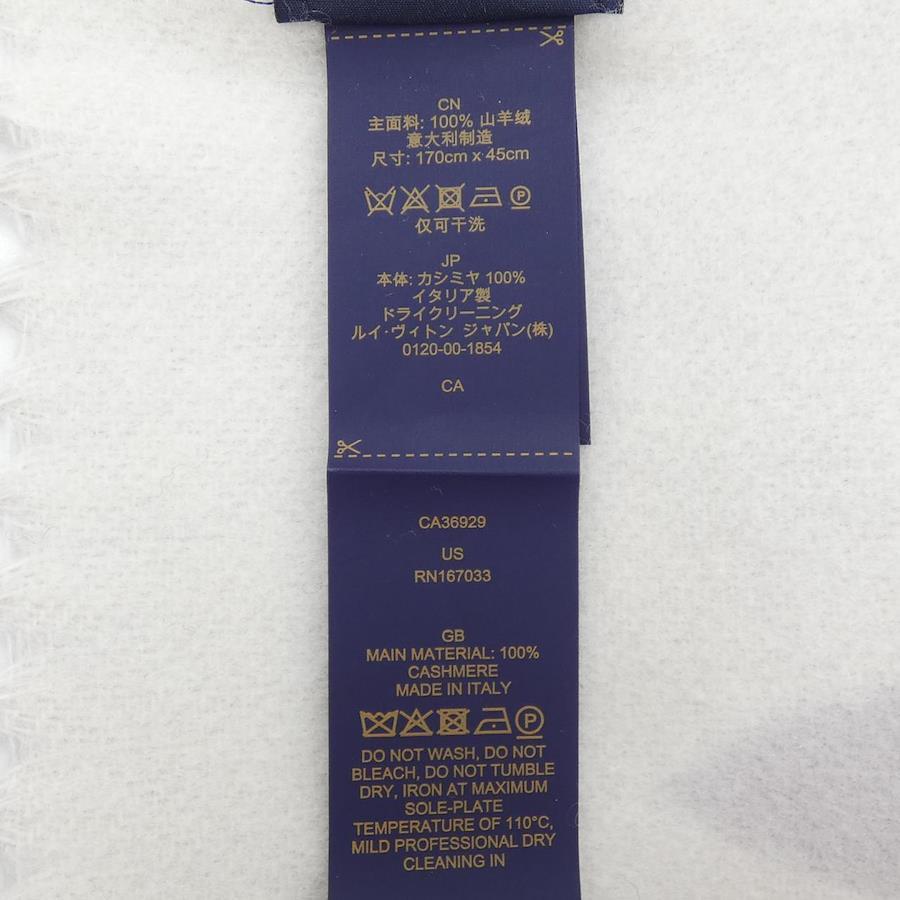 CN
主面料: 100% 山羊绒
意大利制造
尺寸: 170cm x 45cm
仅可干洗
JP
本体: カシミヤ 100%
イタリア製
ドライクリーニング
ルイ･ヴィトン ジャパン(株)
0120-00-1854
CA
CA36929
US
RN167033
GB
MAIN MATERIAL: 100%
CASHMERE
MADE IN ITALY
DO NOT WASH, DO NOT
BLEACH, DO NOT TUMBLE
DRY, IRON AT MAXIMUM
SOLE-PLATE
TEMPERATURE OF 110°C,
MILD PROFESSIONAL DRY
CLEANING IN